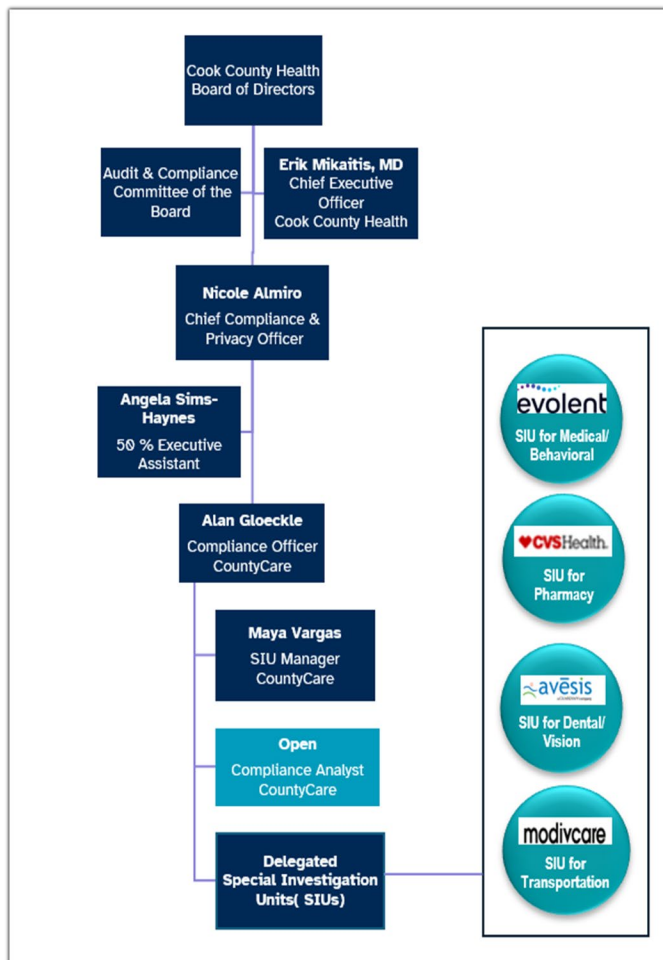 Cook County Health
Board of Directors
Audit & Compliance
Committee of the
Board
Erik Mikaitis, MD
Chief Executive
Officer
Cook County Health
Nicole Almiro
Chief Compliance &
Privacy Officer
Angela Sims-
Haynes
50 % Executive
Assistant
Alan Gloeckle
Compliance Officer
CountyCare
Maya Vargas
SIU Manager
CountyCare
Open
Compliance Analyst
CountyCare
Delegated
Special Investigation
Units( SIUs)
evolent
SIU for Medical/
Behavioral
CVSHealth.
SIU for
Pharmacy
avēsis
SIU for Dental/
Vision
modivcare
SIU for
Transportation